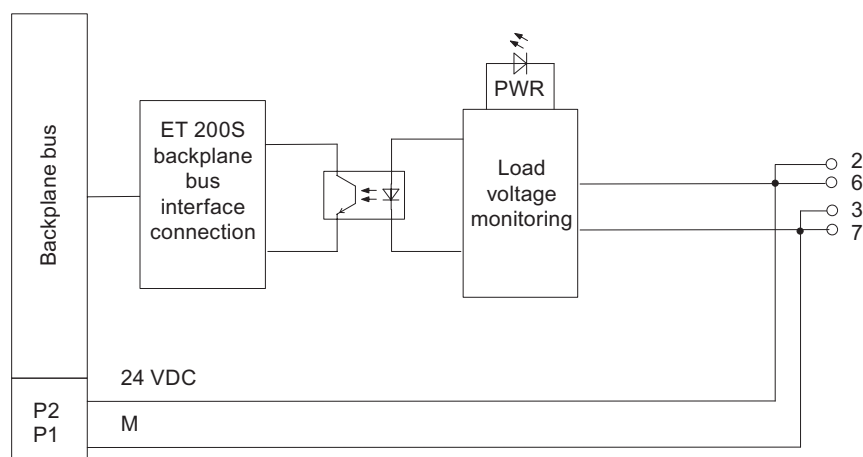 Backplane bus
ET 200S
backplane
bus
interface
connection
PWR
Load
voltage
monitoring
2
6
3
7
24 VDC
P2
M
P1